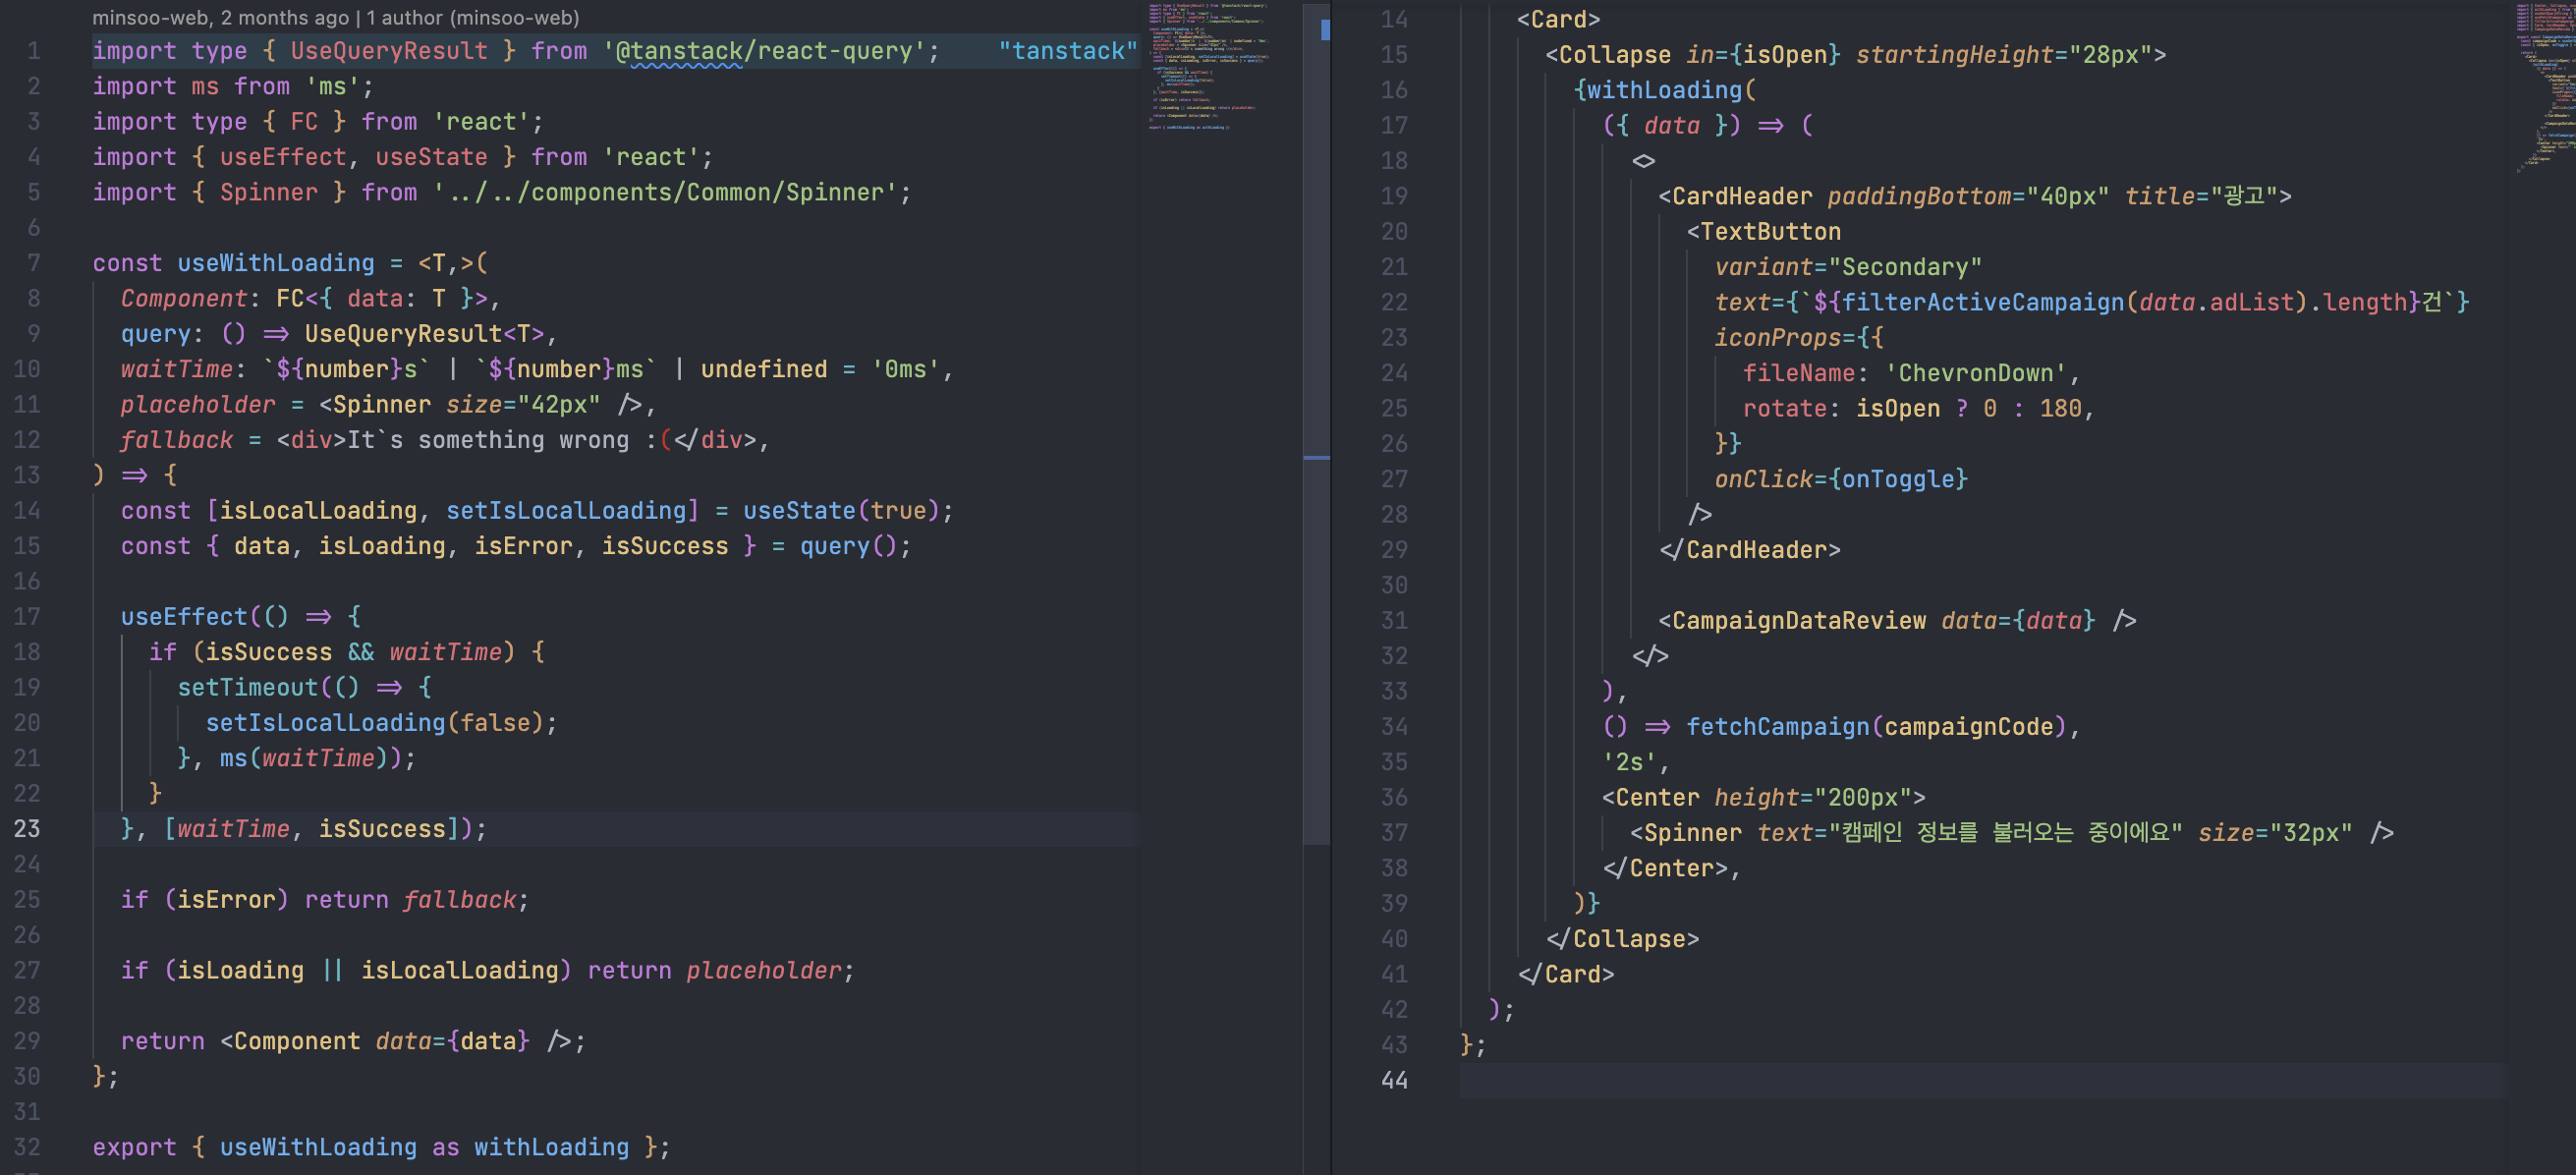 minsoo-web, 2 months ago | 1 author (minsoo-web)
1 import type { UseQueryResult } from '@tanstack/react-query'; "tanstack"
2 import ms from 'ms';
3 import type { FC } from 'react';
4 import { useEffect, useState } from 'react';
5 import { Spinner } from '../../components/Common/Spinner';
6
7 const useWithLoading = <T,>(
8   Component: FC<{ data: T }>,
9   query: () => UseQueryResult<T>,
10   waitTime: `${number}s` | `${number}ms` | undefined = '0ms',
11   placeholder = <Spinner size="42px" />,
12   fallback = <div>It`s something wrong :(</div>,
13 ) => {
14   const [isLocalLoading, setIsLocalLoading] = useState(true);
15   const { data, isLoading, isError, isSuccess } = query();
16
17   useEffect(() => {
18     if (isSuccess && waitTime) {
19       setTimeout(() => {
20         setIsLocalLoading(false);
21       }, ms(waitTime));
22     }
23   }, [waitTime, isSuccess]);
24
25   if (isError) return fallback;
26
27   if (isLoading || isLocalLoading) return placeholder;
28
29   return <Component data={data} />;
30 };
31
32 export { useWithLoading as withLoading };
14     <Card>
15       <Collapse in={isOpen} startingHeight="28px">
16         {withLoading(
17           ({ data }) => (
18             <>
19               <CardHeader paddingBottom="40px" title="광고">
20                 <TextButton
21                   variant="Secondary"
22                   text={`${filterActiveCampaign(data.adList).length}건`}
23                   iconProps={{
24                     fileName: 'ChevronDown',
25                     rotate: isOpen ? 0 : 180,
26                   }}
27                   onClick={onToggle}
28                 />
29               </CardHeader>
30
31               <CampaignDataReview data={data} />
32             </>
33           ),
34           () => fetchCampaign(campaignCode),
35           '2s',
36           <Center height="200px">
37             <Spinner text="캠페인 정보를 불러오는 중이에요" size="32px" />
38           </Center>,
39         )}
40       </Collapse>
41     </Card>
42   );
43 };
44